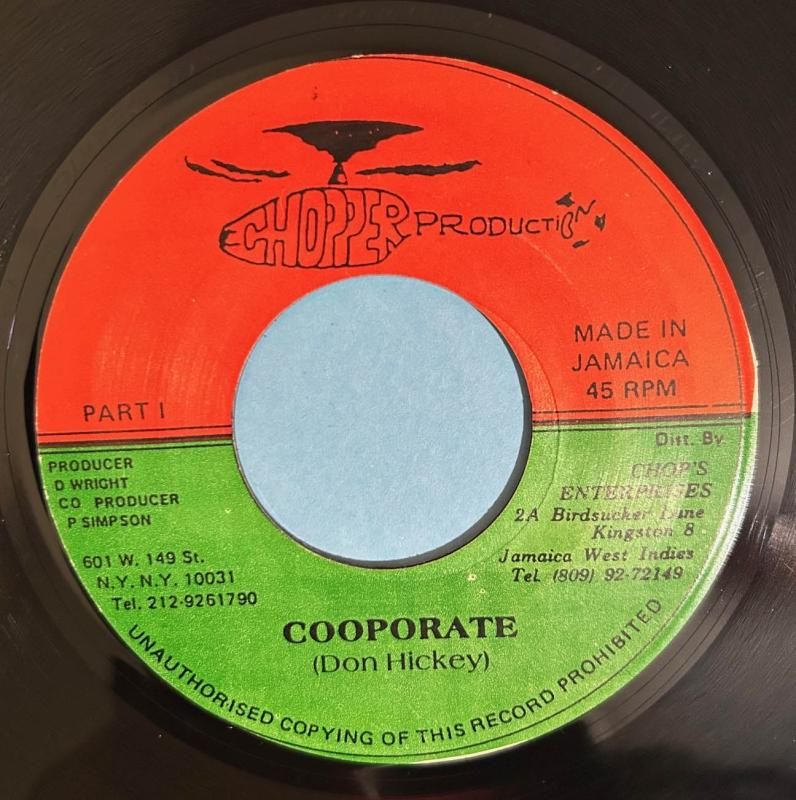 CHOPPER PRODUCTION
MADE IN
JAMAICA
45 RPM
PART I
PRODUCER
D WRIGHT
CO PRODUCER
P SIMPSON
601 W. 149 St.
N.Y. N.Y. 10031
Tel. 212-9261790
Dist. By
CHOP'S
ENTERPRISES
2A Birdsucker Lane
Kingston 8
Jamaica West Indies
Tel (809) 92-72149
COOPORATE
(Don Hickey)
UNAUTHORISED COPYING OF THIS RECORD PROHIBITED